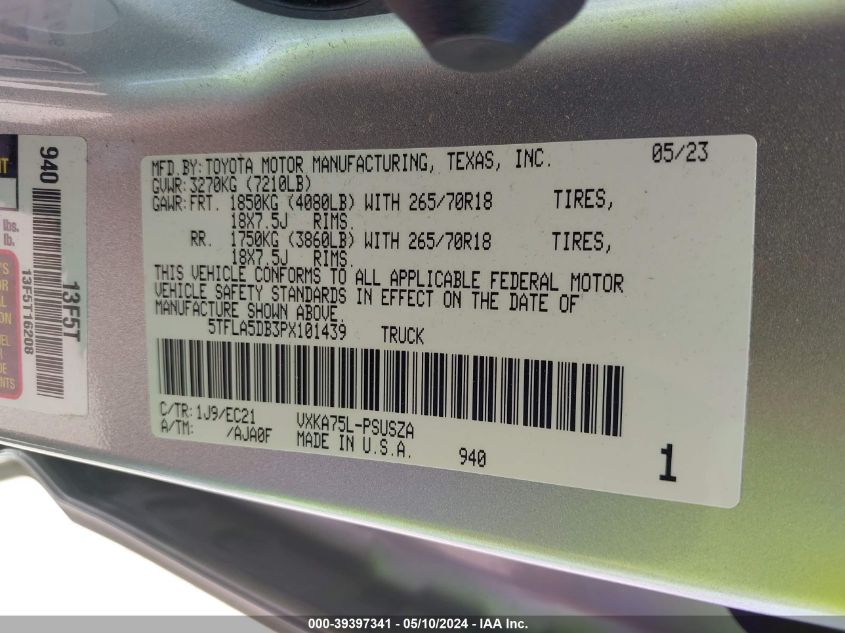 MFD.BY:TOYOTA MOTOR MANUFACTURING, TEXAS, INC. 05/23
GVWR:3270KG (7210LB)
GAWR:FRT. 1850KG (4080LB) WITH 265/70R18 TIRES,
18X7.5J RIMS.
RR. 1750KG (3860LB) WITH 265/70R18 TIRES,
18X7.5J RIMS.
THIS VEHICLE CONFORMS TO ALL APPLICABLE FEDERAL MOTOR
VEHICLE SAFETY STANDARDS IN EFFECT ON THE DATE OF
MANUFACTURE SHOWN ABOVE.
5TFLA5DB3PX101439 TRUCK
C/TR:1J9/EC21 VXKA75L-PSUSZA
A/TM: /AJA0F MADE IN U.S.A. 940 1
940
13F5T
13F5T16208
lbs.
lb.
000-39397341 - 05/10/2024 - IAA Inc.